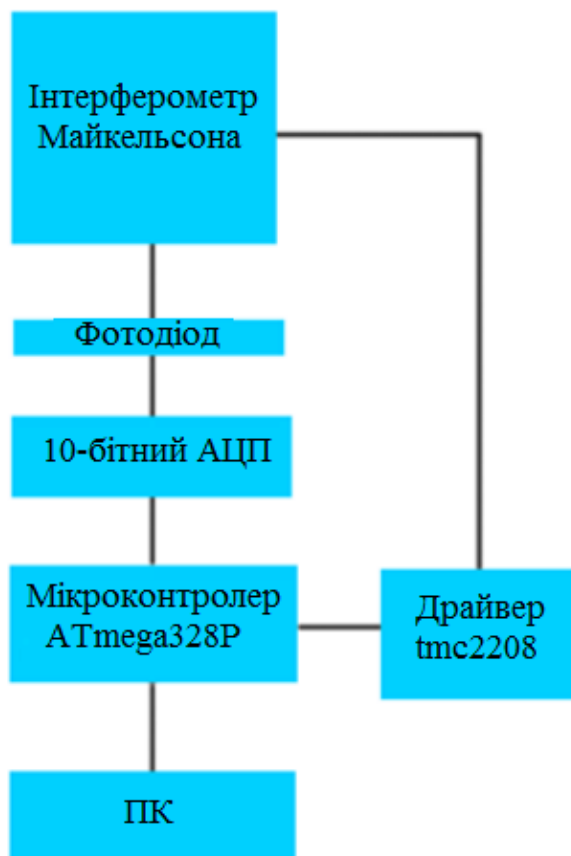 Інтерферометр
Майкельсона
Фотодіод
10-бітний АЦП
Мікроконтролер
ATmega328P
Драйвер
tmc2208
ПК